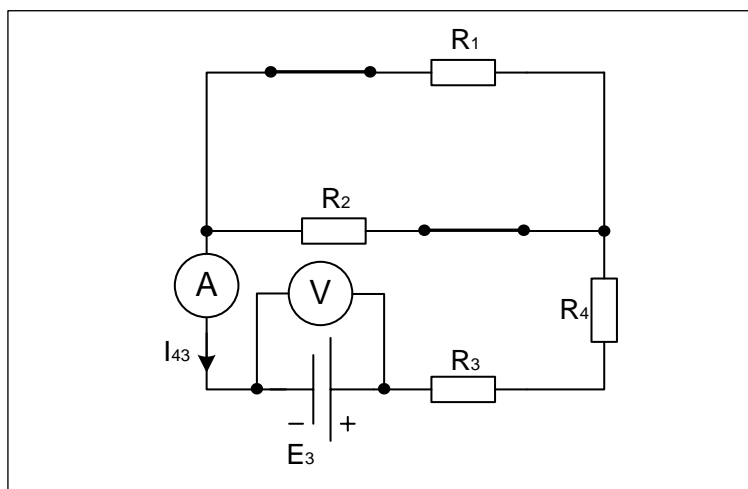 R₁
R₂
A
V
R₄
I₄₃
R₃
− +
E₃